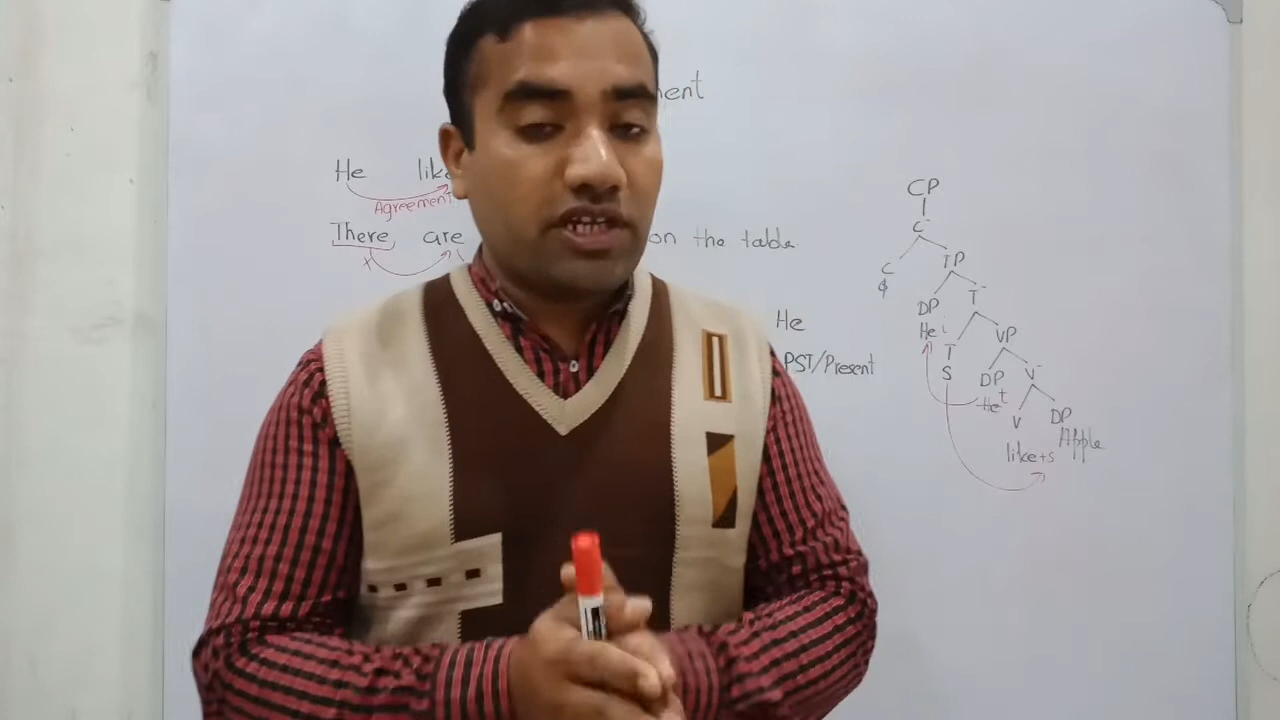 He
Agreement
There are on the table
He
PST/Present
CP
C-
C TP
ϕ
DP T-
He i
T VP
S
DP V-
He t
V DP
like+s Apple